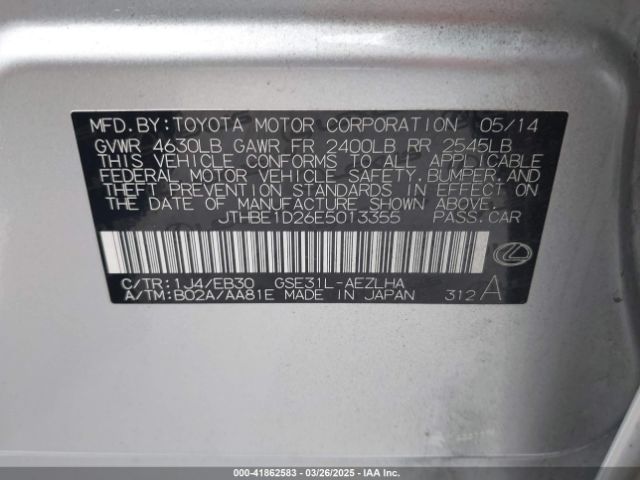 MFD.BY:TOYOTA MOTOR CORPORATION 05/14
GVWR 4630LB GAWR FR 2400LB RR 2545LB
THIS VEHICLE CONFORMS TO ALL APPLICABLE
FEDERAL MOTOR VEHICLE SAFETY,BUMPER,AND
THEFT PREVENTION STANDARDS IN EFFECT ON
THE DATE OF MANUFACTURE SHOWN ABOVE.
JTHBE1D26E5013355 PASS.CAR
C/TR:1J4/EB30 GSE31L-AEZLHA
A/TM:B02A/AA81E MADE IN JAPAN 312 A
000-41862583 / 03/26/2025 - IAA Inc.